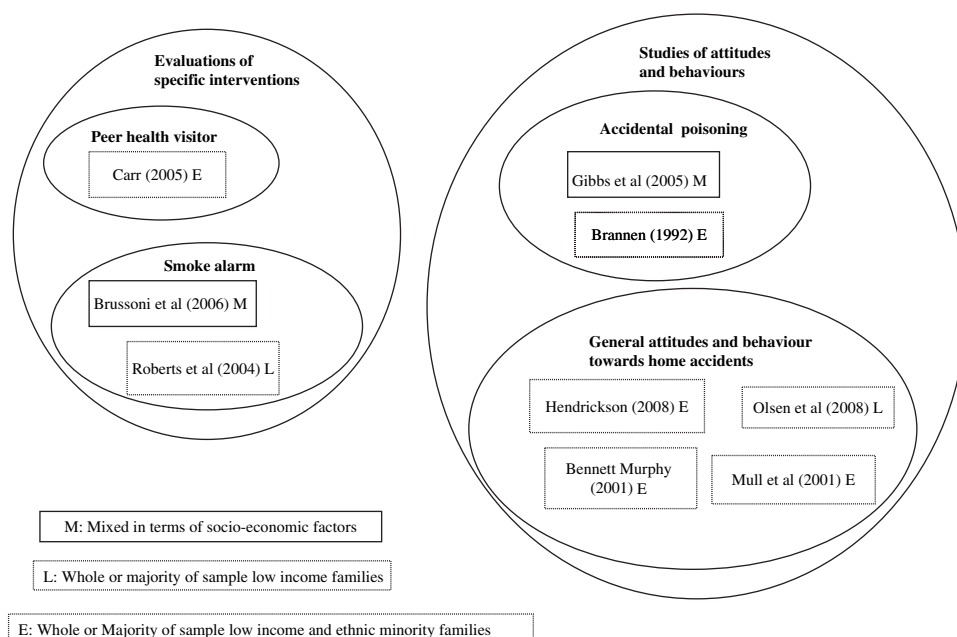 Evaluations of
specific interventions
Peer health visitor
Carr (2005) E
Smoke alarm
Brussoni et al (2006) M
Roberts et al (2004) L
Studies of attitudes
and behaviours
Accidental poisoning
Gibbs et al (2005) M
Brannen (1992) E
General attitudes and behaviour
towards home accidents
Hendrickson (2008) E
Olsen et al (2008) L
Bennett Murphy
(2001) E
Mull et al (2001) E
M: Mixed in terms of socio-economic factors
L: Whole or majority of sample low income families
E: Whole or Majority of sample low income and ethnic minority families